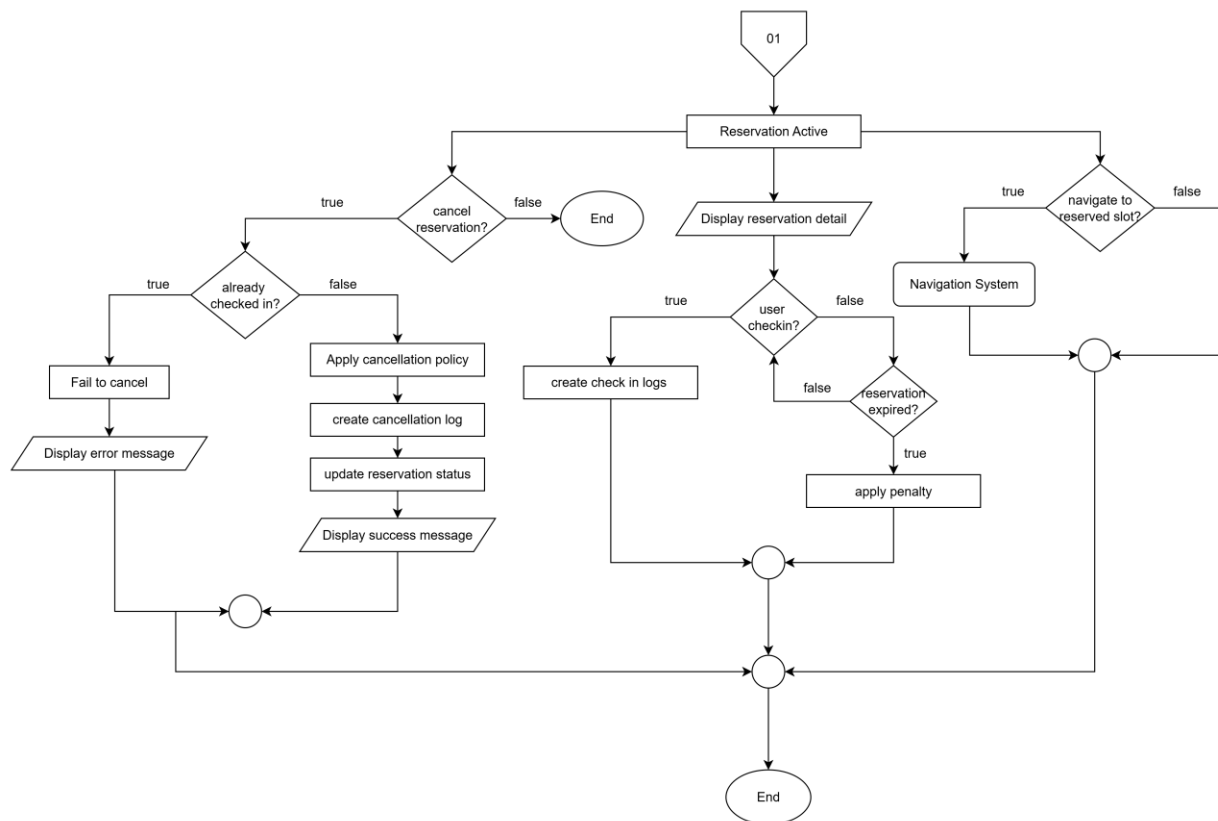 01
Reservation Active
cancel
reservation?
true
false
End
Display reservation detail
navigate to
reserved slot?
true
false
already
checked in?
true
false
user
checkin?
true
false
Navigation System
Fail to cancel
Apply cancellation policy
create check in logs
reservation
expired?
false
true
Display error message
create cancellation log
update reservation status
apply penalty
Display success message
End